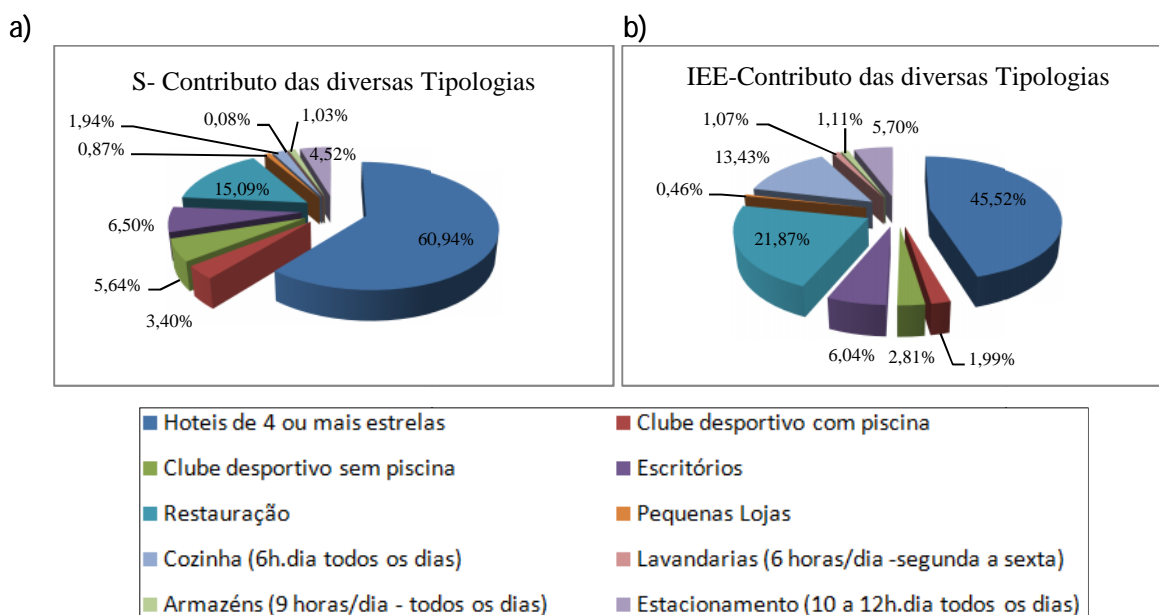 a)
b)
S- Contributo das diversas Tipologias
1,94%
0,08%
1,03%
0,87%
4,52%
15,09%
6,50%
60,94%
5,64%
3,40%
IEE-Contributo das diversas Tipologias
1,07%
1,11%
5,70%
13,43%
0,46%
45,52%
21,87%
6,04%
2,81%
1,99%
Hoteis de 4 ou mais estrelas
Clube desportivo com piscina
Clube desportivo sem piscina
Escritórios
Restauração
Pequenas Lojas
Cozinha (6h.dia todos os dias)
Lavandarias (6 horas/dia -segunda a sexta)
Armazéns (9 horas/dia - todos os dias)
Estacionamento (10 a 12h.dia todos os dias)